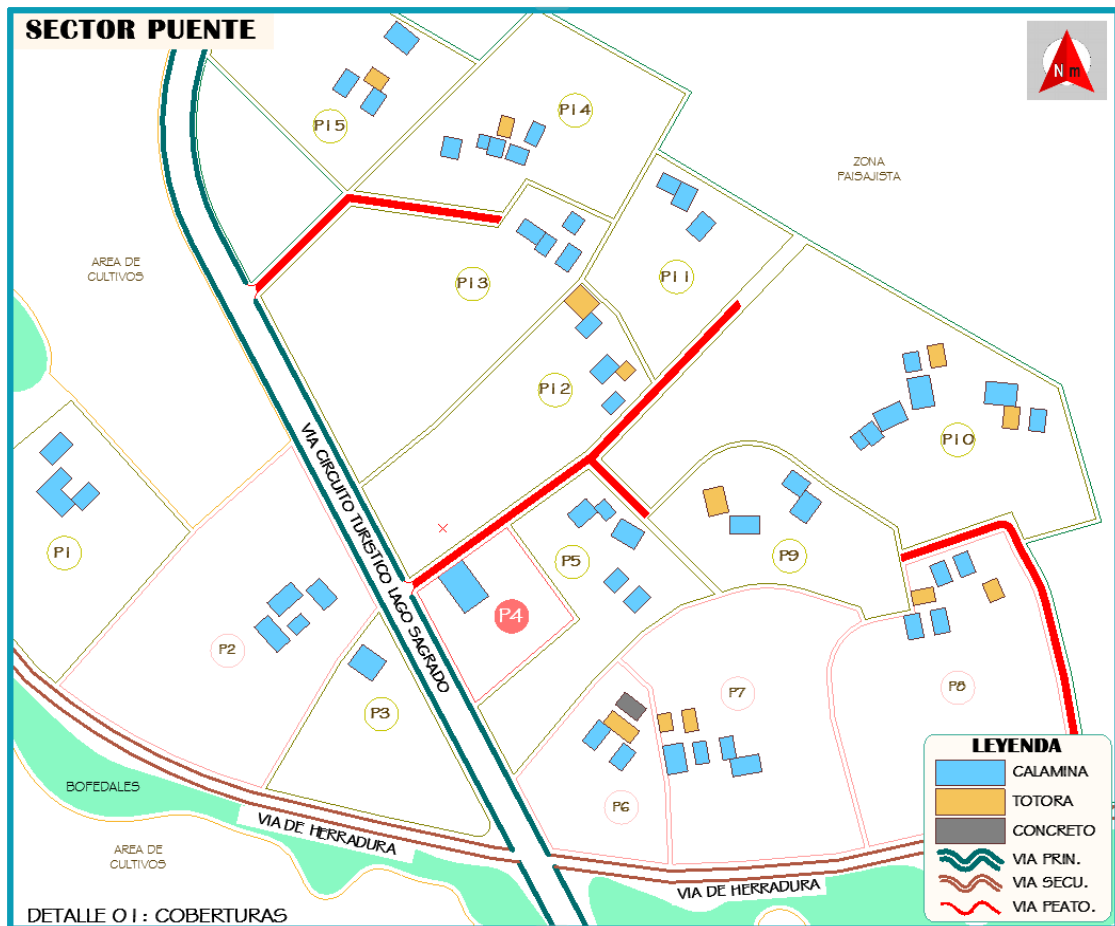 SECTOR PUENTE
N m
P15
P14
ZONA
PAISAJISTA
AREA DE
CULTIVOS
P13
P11
P12
P10
VIA CIRCUITO TURISTICO lAGO SAGRADO
P1
P5
P9
P4
P2
P3
P7
P8
P6
BOFEDALES
VIA DE HERRADURA
AREA DE
CULTIVOS
VIA DE HERRADURA
LEYENDA
CALAMINA
TOTORA
CONCRETO
VIA PRIN.
VIA SECU.
VIA PEATO.
DETALLE 01: COBERTURAS